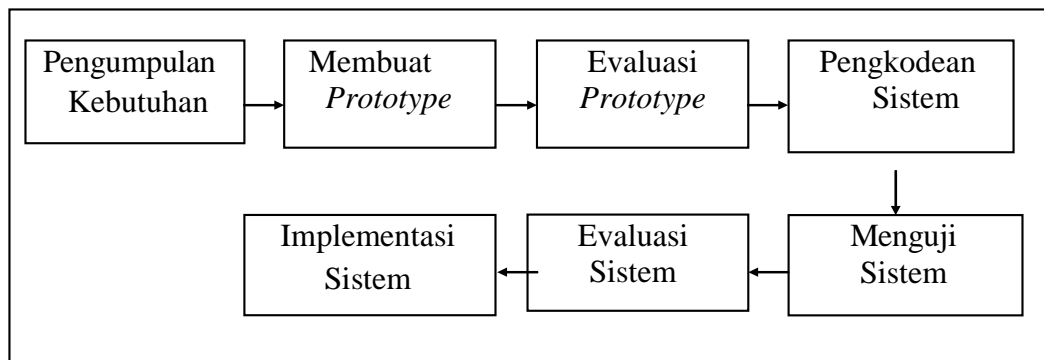 Pengumpulan
Kebutuhan
Membuat
Prototype
Evaluasi
Prototype
Pengkodean
Sistem
Menguji
Sistem
Evaluasi
Sistem
Implementasi
Sistem